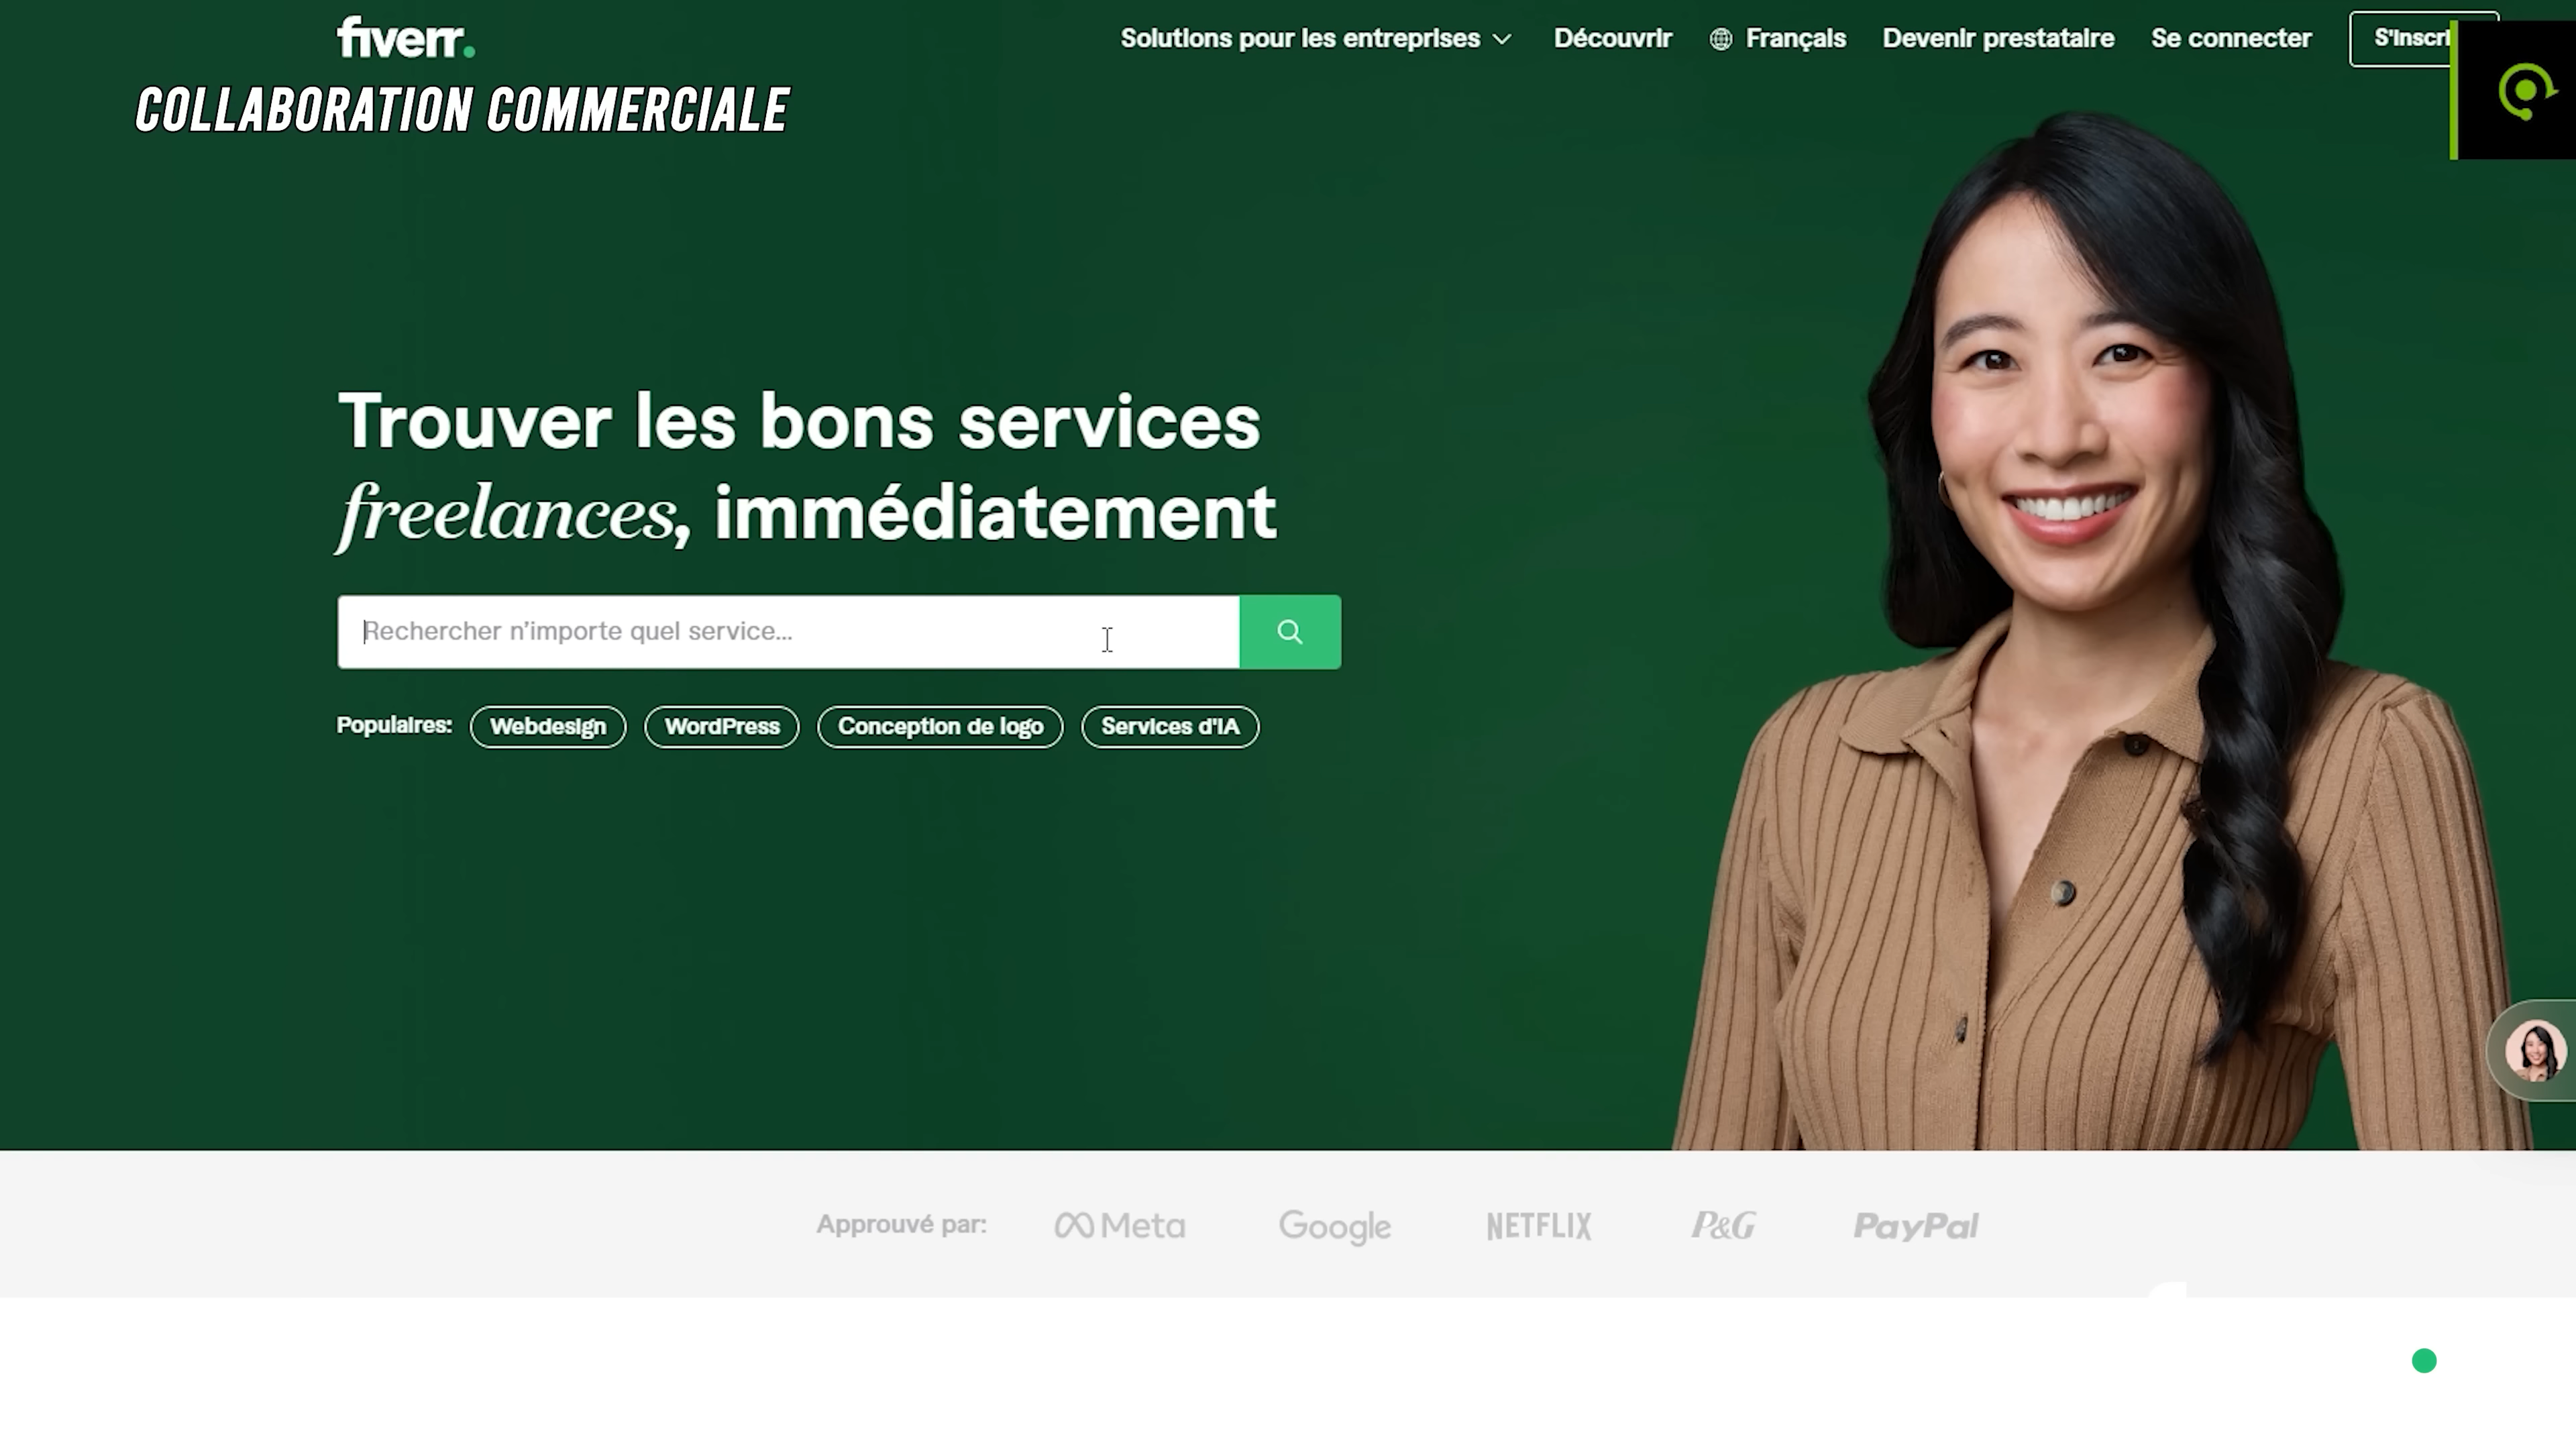 fiverr.
Solutions pour les entreprises
Découvrir
Français
Devenir prestataire
Se connecter
COLLABORATION COMMERCIALE
Trouver les bons services
freelances, immédiatement
Rechercher n'importe quel service...
Populaires:
Webdesign
WordPress
Conception de logo
Services d'IA
Approuvé par:
Meta
Google
NETFLIX
P&G
PayPal